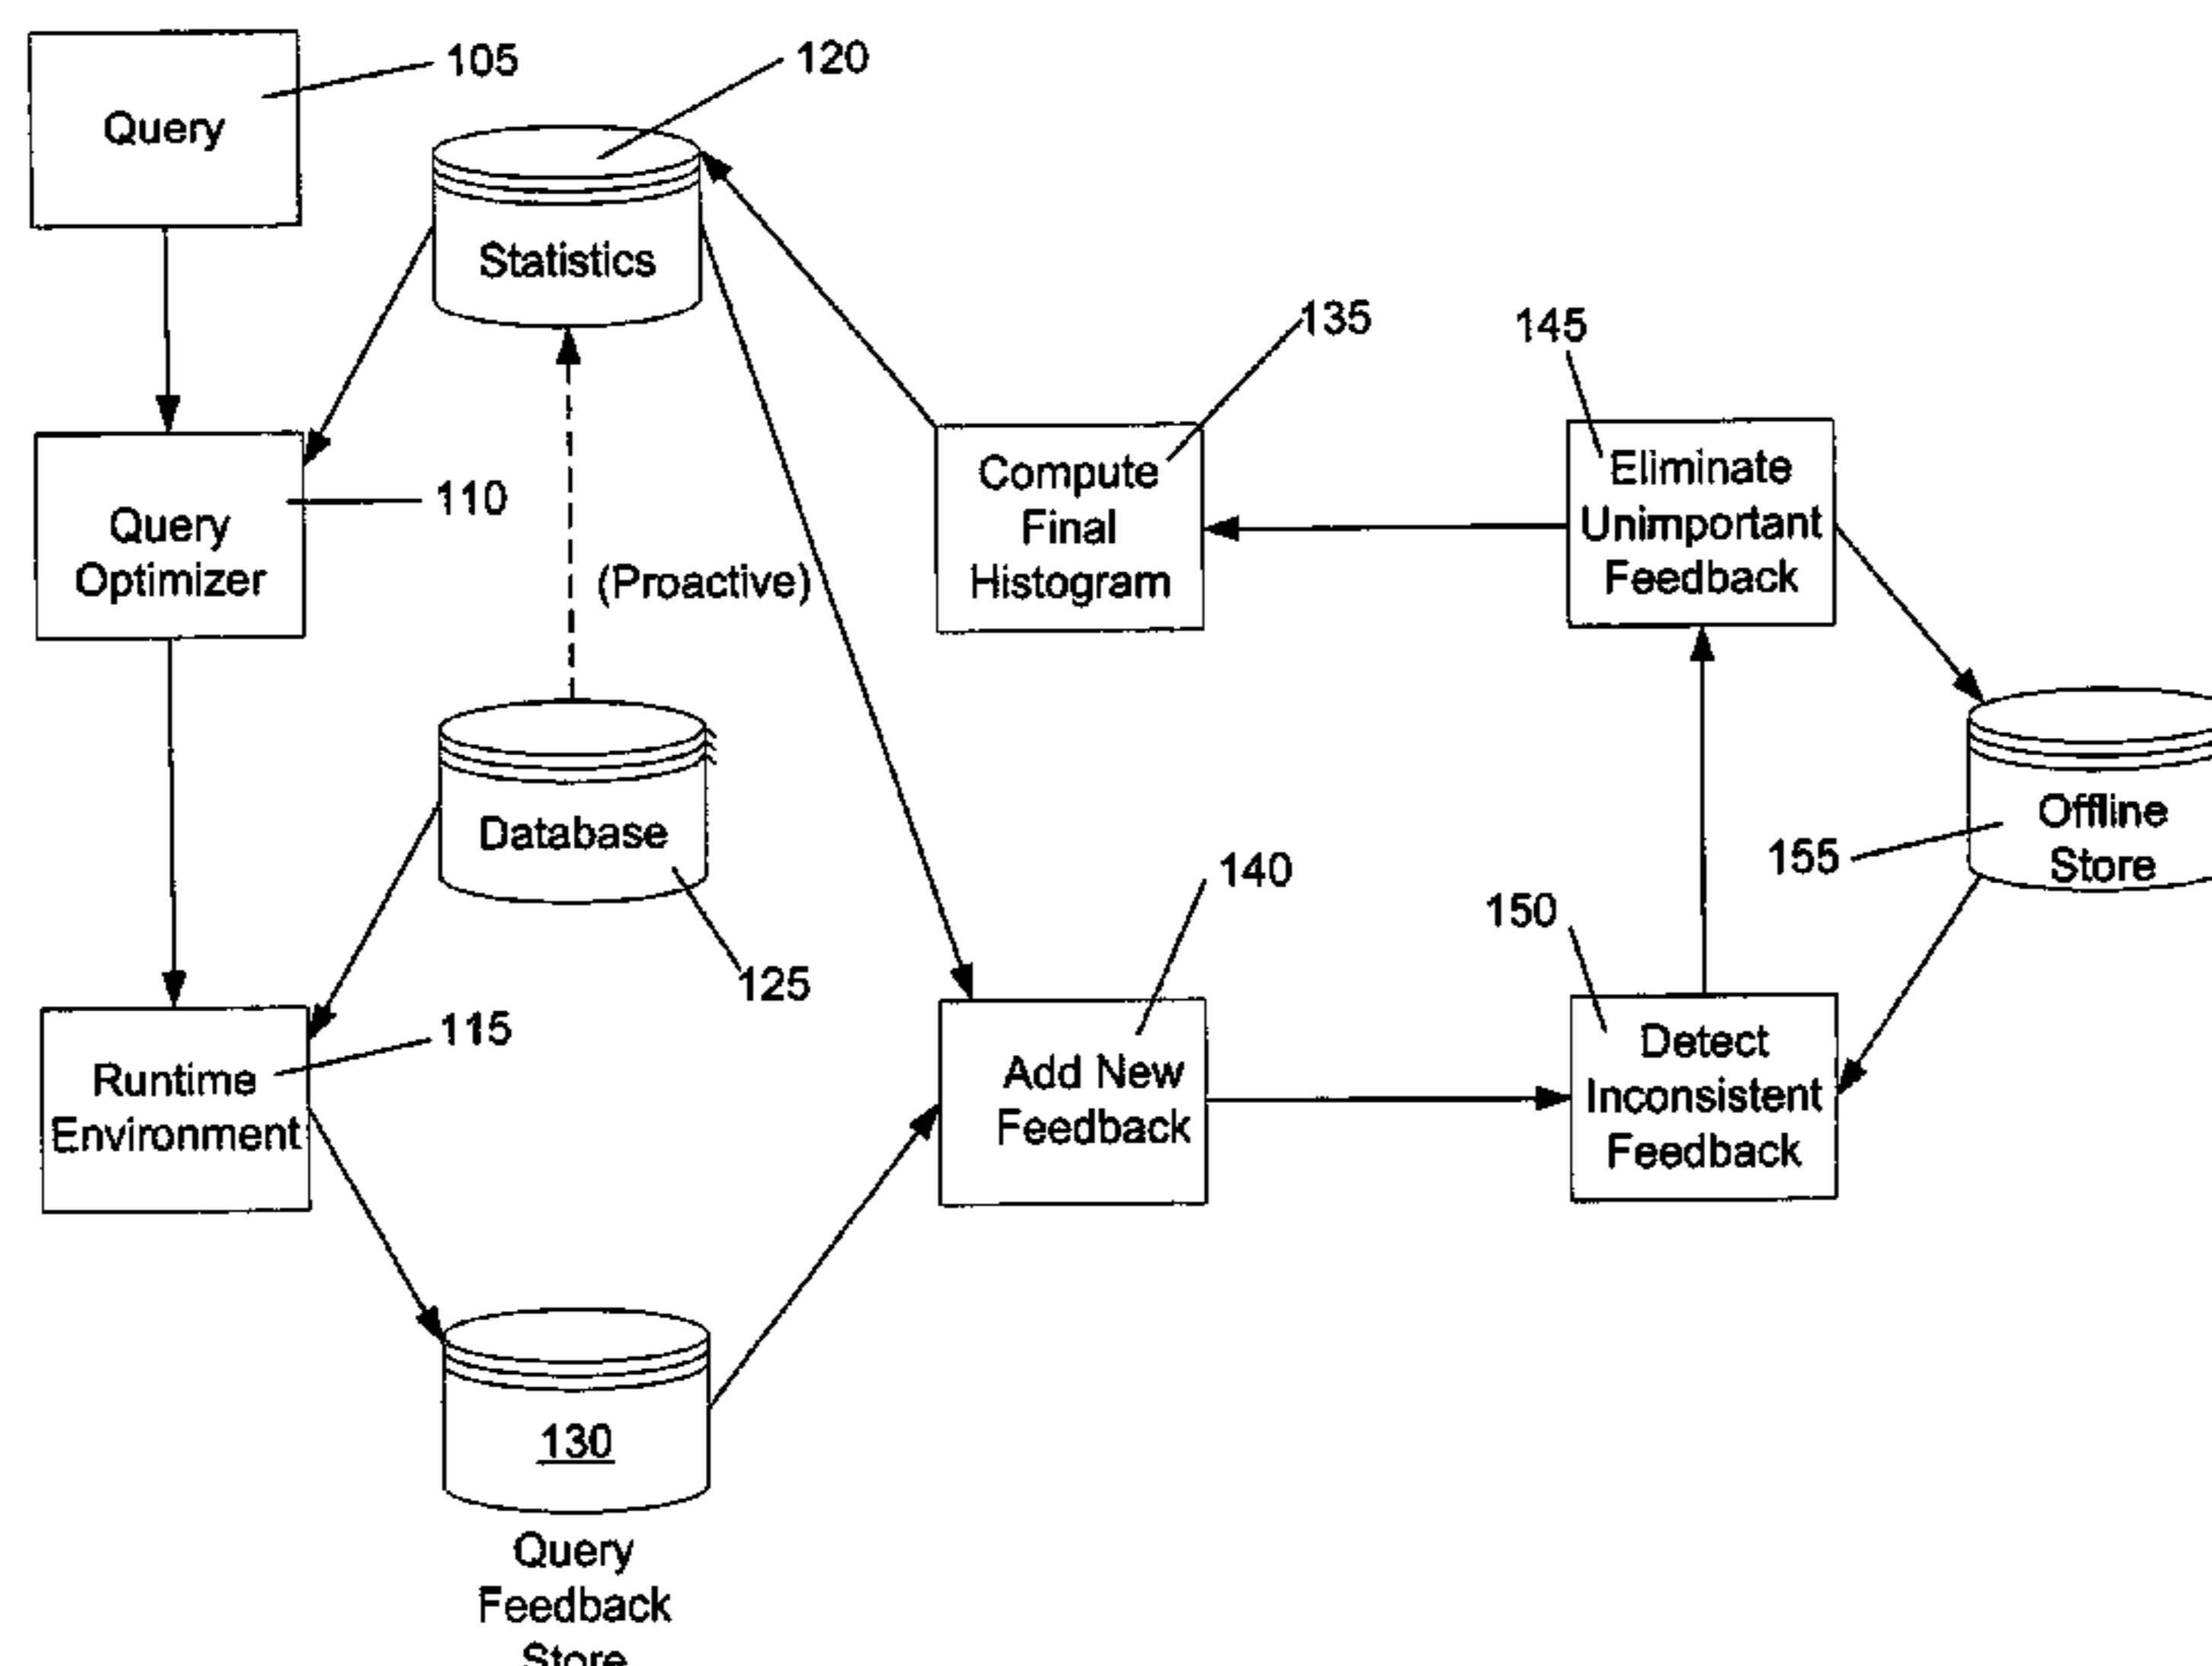 105
Query
120
Statistics
110
Query
Optimizer
(Proactive)
135
Compute
Final
Histogram
145
Eliminate
Unimportant
Feedback
Database
125
155
Offline
Store
115
Runtime
Environment
140
Add New
Feedback
150
Detect
Inconsistent
Feedback
130
Query
Feedback
Store